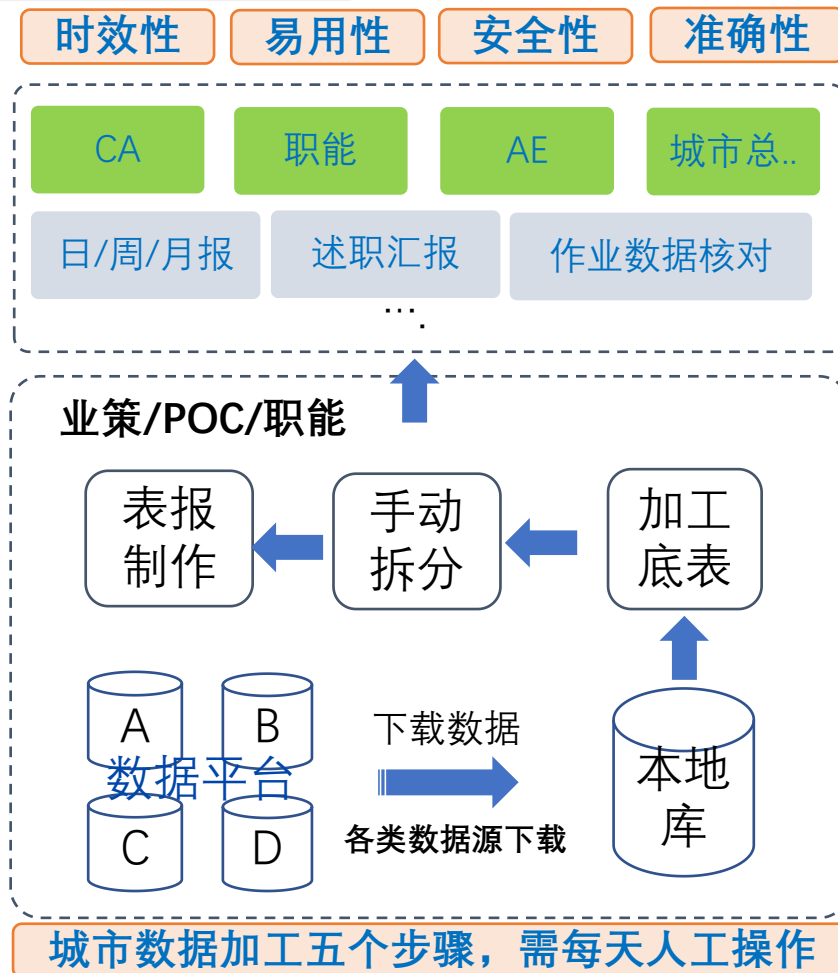 时效性 易用性 安全性 准确性
CA 职能 AE 城市总..
日/周/月报 述职汇报 作业数据核对
....
业策/POC/职能
表报
制作
手动
拆分
加工
底表
A B
数据平台
C D
下载数据
各类数据源下载
本地
库
城市数据加工五个步骤，需每天人工操作